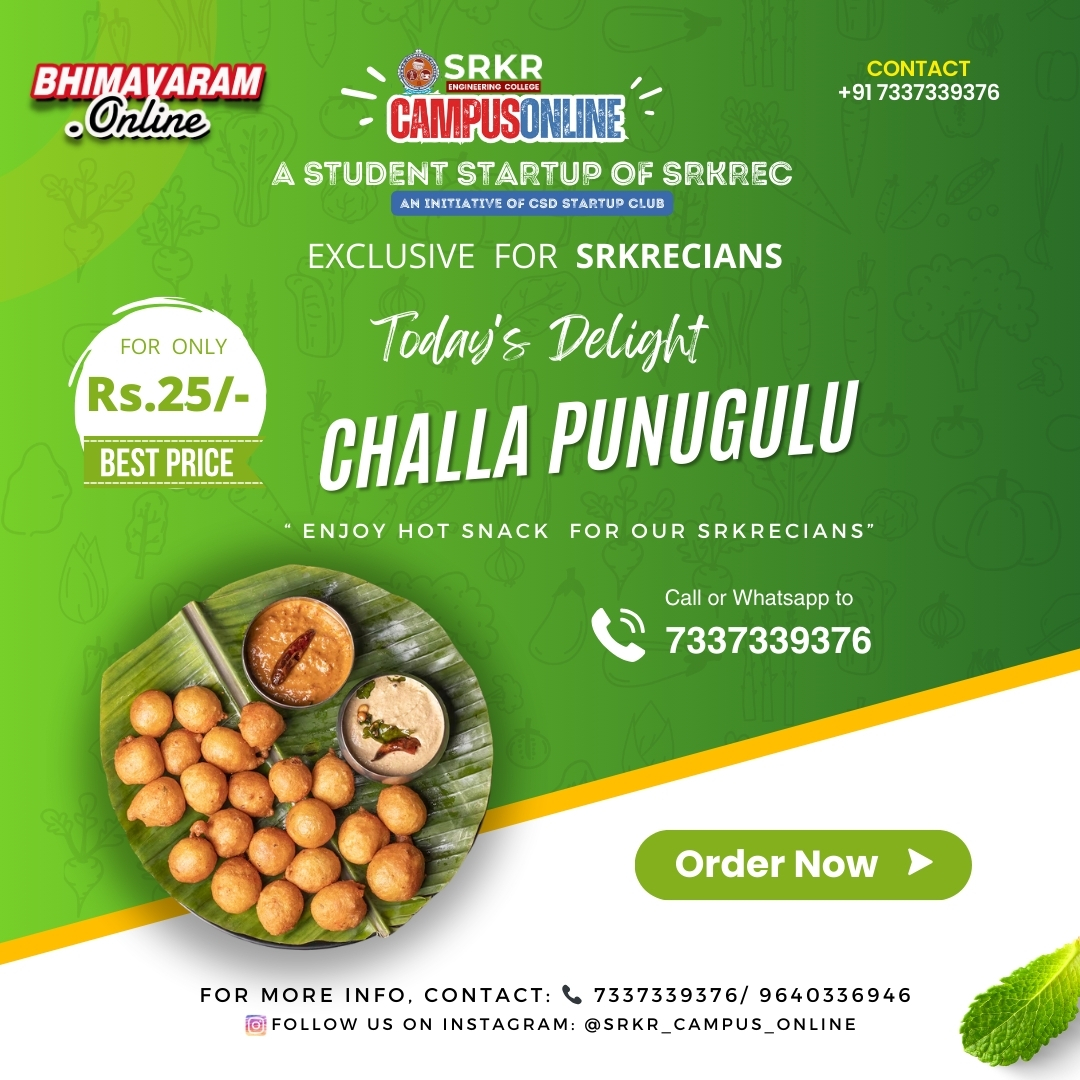 BHIMAVARAM
.Online
SRKR
ENGINEERING COLLEGE
CAMPUSONLINE
CONTACT
+91 7337339376
A STUDENT STARTUP OF SRKREC
AN INITIATIVE OF CSD STARTUP CLUB
EXCLUSIVE FOR SRKRECIANS
Today's Delight
FOR ONLY
Rs.25/-
BEST PRICE
CHALLA PUNUGULU
“ ENJOY HOT SNACK FOR OUR SRKRECIANS”
Call or Whatsapp to
7337339376
Order Now
FOR MORE INFO, CONTACT: 📞 7337339376/ 9640336946
FOLLOW US ON INSTAGRAM: @SRKR_CAMPUS_ONLINE